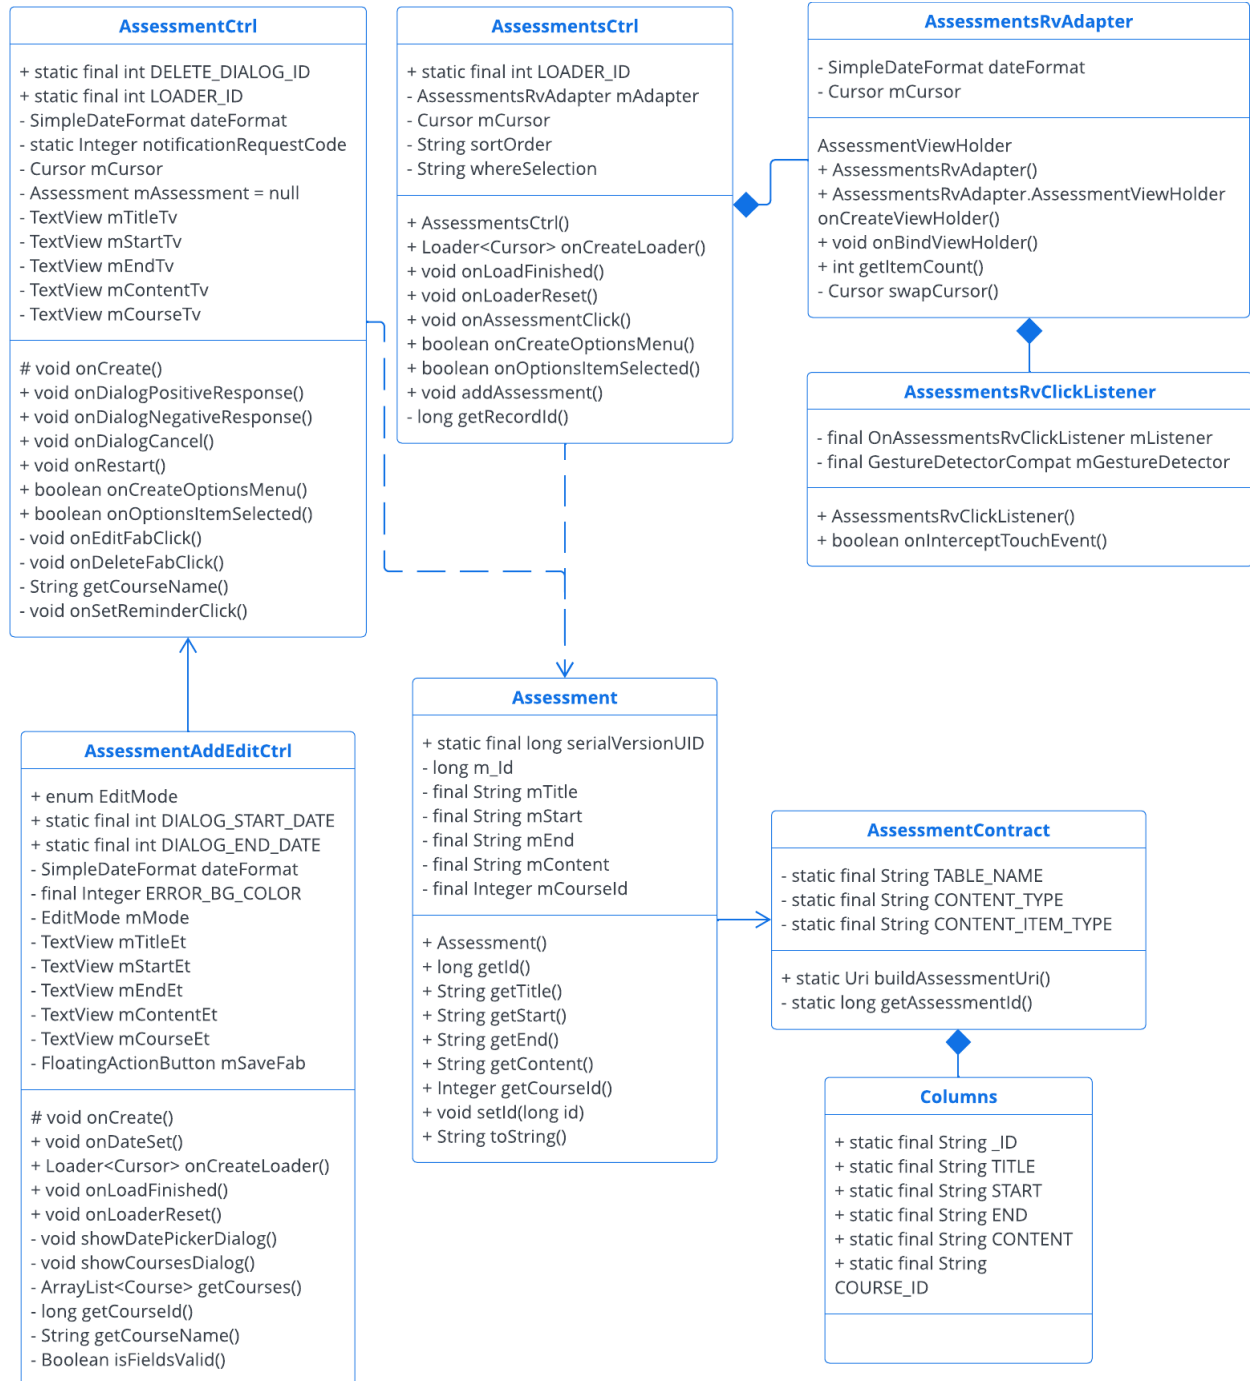 AssessmentCtrl
+ static final int DELETE_DIALOG_ID
+ static final int LOADER_ID
- SimpleDateFormat dateFormat
- static Integer notificationRequestCode
- Cursor mCursor
- Assessment mAssessment = null
- TextView mTitleTv
- TextView mStartTv
- TextView mEndTv
- TextView mContentTv
- TextView mCourseTv
# void onCreate()
+ void onDialogPositiveResponse()
+ void onDialogNegativeResponse()
+ void onDialogCancel()
+ void onRestart()
+ boolean onCreateOptionsMenu()
+ boolean onOptionsItemSelected()
- void onEditFabClick()
- void onDeleteFabClick()
- String getCourseName()
- void onSetReminderClick()
AssessmentsCtrl
+ static final int LOADER_ID
- AssessmentsRvAdapter mAdapter
- Cursor mCursor
- String sortOrder
- String whereSelection
+ AssessmentsCtrl()
+ Loader<Cursor> onCreateLoader()
+ void onLoadFinished()
+ void onLoaderReset()
+ void onAssessmentClick()
+ boolean onCreateOptionsMenu()
+ boolean onOptionsItemSelected()
+ void addAssessment()
- long getRecordId()
AssessmentsRvAdapter
- SimpleDateFormat dateFormat
- Cursor mCursor
AssessmentViewHolder
+ AssessmentsRvAdapter()
+ AssessmentsRvAdapter.AssessmentViewHolder
onCreateViewHolder()
+ void onBindViewHolder()
+ int getItemCount()
- Cursor swapCursor()
AssessmentsRvClickListener
- final OnAssessmentsRvClickListener mListener
- final GestureDetectorCompat mGestureDetector
+ AssessmentsRvClickListener()
+ boolean onInterceptTouchEvent()
AssessmentAddEditCtrl
+ enum EditMode
+ static final int DIALOG_START_DATE
+ static final int DIALOG_END_DATE
- SimpleDateFormat dateFormat
- final Integer ERROR_BG_COLOR
- EditMode mMode
- TextView mTitleEt
- TextView mStartEt
- TextView mEndEt
- TextView mContentEt
- TextView mCourseEt
- FloatingActionButton mSaveFab
# void onCreate()
+ void onDateSet()
+ Loader<Cursor> onCreateLoader()
+ void onLoadFinished()
+ void onLoaderReset()
- void showDatePickerDialog()
- void showCoursesDialog()
- ArrayList<Course> getCourses()
- long getCourseId()
- String getCourseName()
- Boolean isFieldsValid()
Assessment
+ static final long serialVersionUID
- long m_Id
- final String mTitle
- final String mStart
- final String mEnd
- final String mContent
- final Integer mCourseId
+ Assessment()
+ long getId()
+ String getTitle()
+ String getStart()
+ String getEnd()
+ String getContent()
+ Integer getCourseId()
+ void setId(long id)
+ String toString()
AssessmentContract
- static final String TABLE_NAME
- static final String CONTENT_TYPE
- static final String CONTENT_ITEM_TYPE
+ static Uri buildAssessmentUri()
- static long getAssessmentId()
Columns
+ static final String _ID
+ static final String TITLE
+ static final String START
+ static final String END
+ static final String CONTENT
+ static final String
COURSE_ID